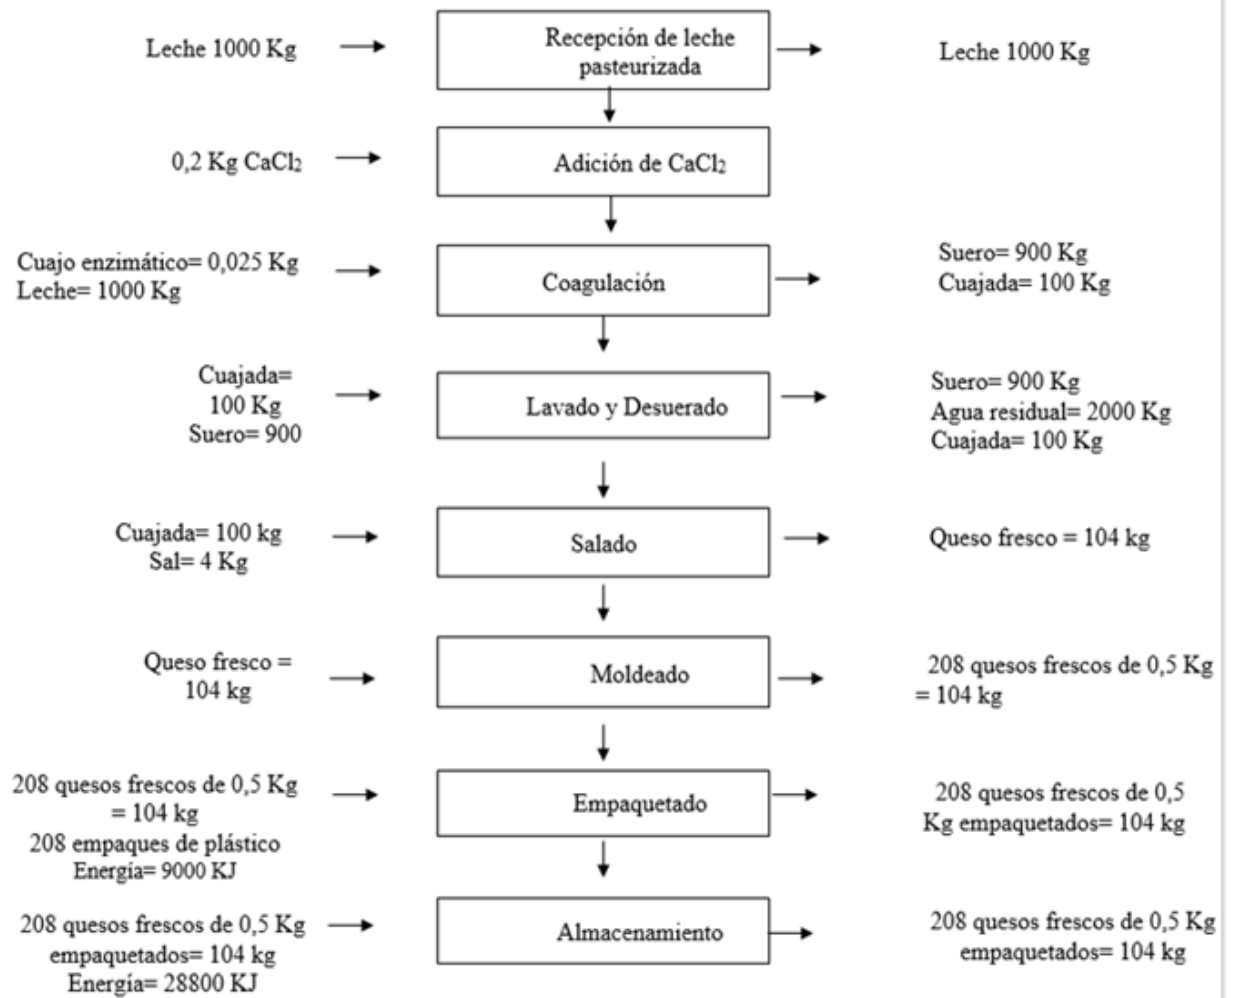 Leche 1000 Kg
Recepción de leche
pasteurizada
Leche 1000 Kg
0,2 Kg CaCl₂
Adición de CaCl₂
Cuajo enzimático= 0,025 Kg
Leche= 1000 Kg
Coagulación
Suero= 900 Kg
Cuajada= 100 Kg
Cuajada=
100 Kg
Suero= 900
Lavado y Desuerado
Suero= 900 Kg
Agua residual= 2000 Kg
Cuajada= 100 Kg
Cuajada= 100 kg
Sal= 4 Kg
Salado
Queso fresco = 104 kg
Queso fresco =
104 kg
Moldeado
208 quesos frescos de 0,5 Kg
= 104 kg
208 quesos frescos de 0,5 Kg
= 104 kg
208 empaques de plástico
Energía= 9000 KJ
Empaquetado
208 quesos frescos de 0,5
Kg empaquetados= 104 kg
208 quesos frescos de 0,5 Kg
empaquetados= 104 kg
Energía= 28800 KJ
Almacenamiento
208 quesos frescos de 0,5 Kg
empaquetados= 104 kg